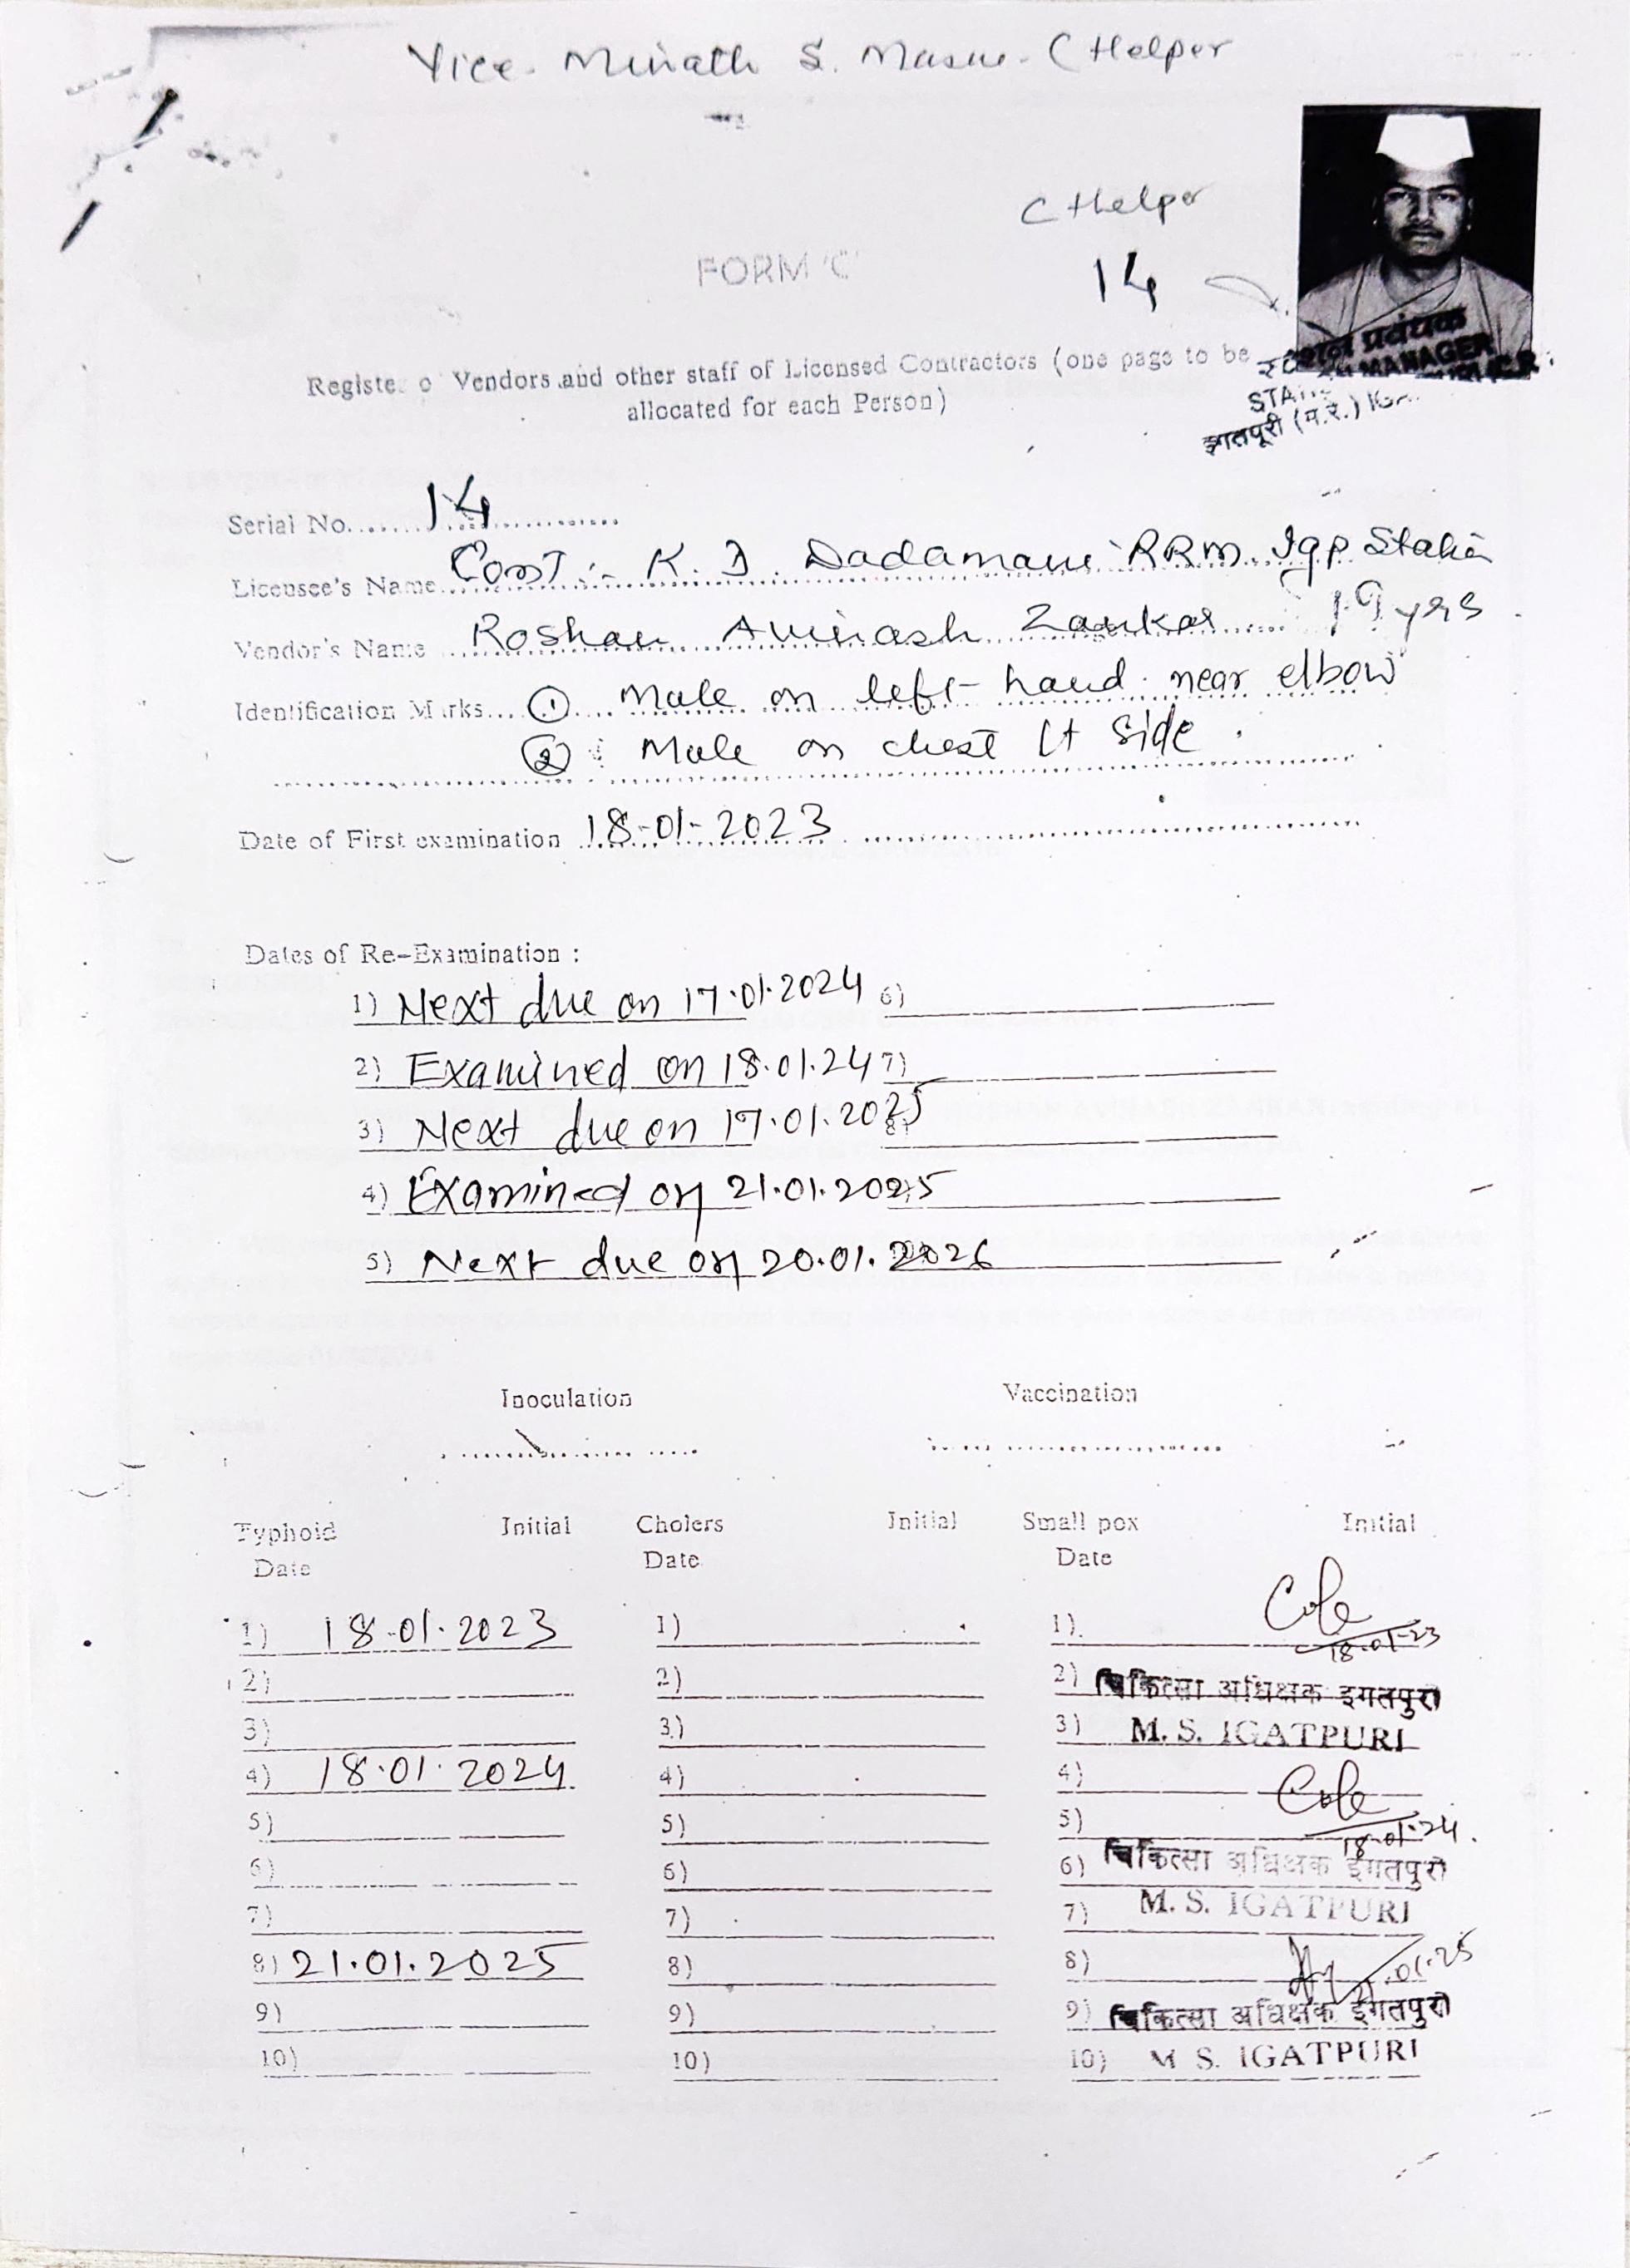 Vice. Minath S. Masne. C Helper
C Helper
FORM 'C'
14
Register of Vendors and other staff of Licensed Contractors (one page to be
allocated for each Person)
स्टेशन प्रबंधक
STATION MANAGER
इगतपूरी (म.रे.)
Serial No. 14
Licensee's Name Cont :- K. D. Dadamani RRM. Igp. Station
Vendor's Name Roshan Avinash Zankar 19 yrs
Identification Marks 1 Male on left hand near elbow
2 Male on chest Lt side.
Date of First examination 18-01-2023
Dates of Re-Examination :
1) Next due on 17.01.2024 6)
2) Examined on 18.01.24 7)
3) Next due on 17.01.2025 8)
4) Examined on 21.01.2025
5) Next due on 20.01.2026
Inoculation Vaccination
Typhoid Initial Cholers Initial Small pox Initial
Date Date Date
1) 18-01-2023 1) 1)
18-01-23
2) 2) 2) चिकित्सा अधिक्षक इगतपुरी
3) 3) 3) M. S. IGATPURI
4) 18.01.2024 4) 4)
5) 5) 5) 18-01-24.
6) 6) 6) चिकित्सा अधिक्षक इगतपुरी
7) 7) 7) M. S. IGATPURI
8) 21.01.2025 8) 8) 21.01.25
9) 9) 9) चिकित्सा अधिक्षक इगतपुरी
10) 10) 10) M S. IGATPURI